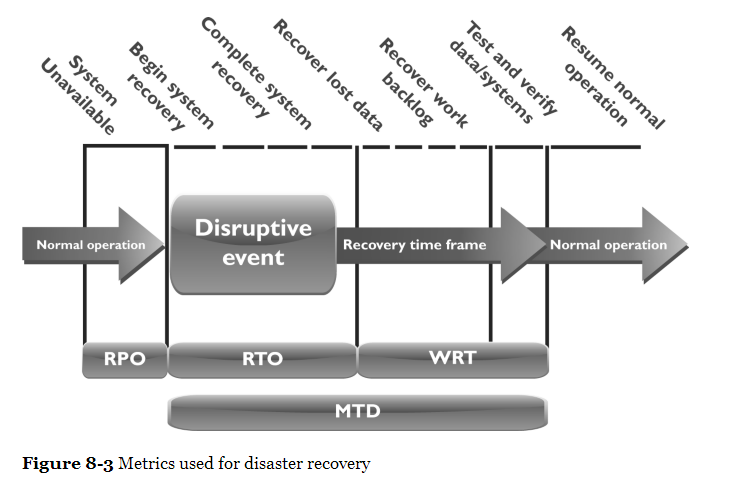 System
Unavailable
Begin system
recovery
Complete system
recovery
Recover lost data
Recover work
backlog
Test and verify
data/systems
Resume normal
operation
Normal operation
Disruptive
event
Recovery time frame
Normal operation
RPO
RTO
WRT
MTD
Figure 8-3 Metrics used for disaster recovery